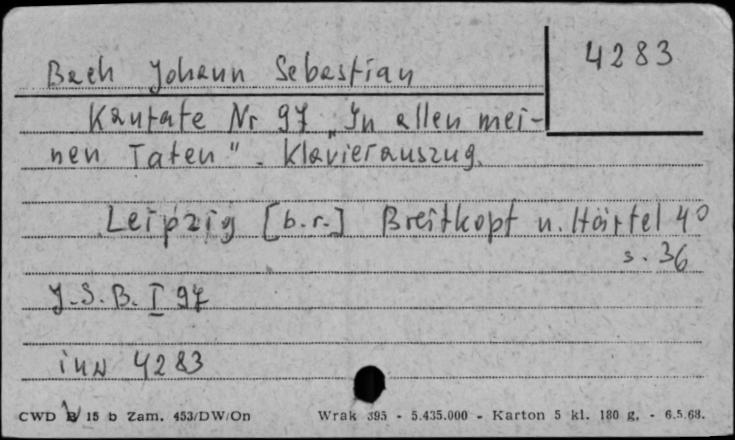 4283
Bach Johann Sebastian
Kantate Nr 97 „In allen mei-
nen Taten". Klavierauszug.
Leipzig [b.r.] Breitkopf u. Härtel 4°
s. 36
J.S.B. I 97
inw 4283
CWD B/ 15 b Zam. 453/DW/On Wrak 395 - 5.435.000 - Karton 5 kl. 180 g. - 6.5.68.